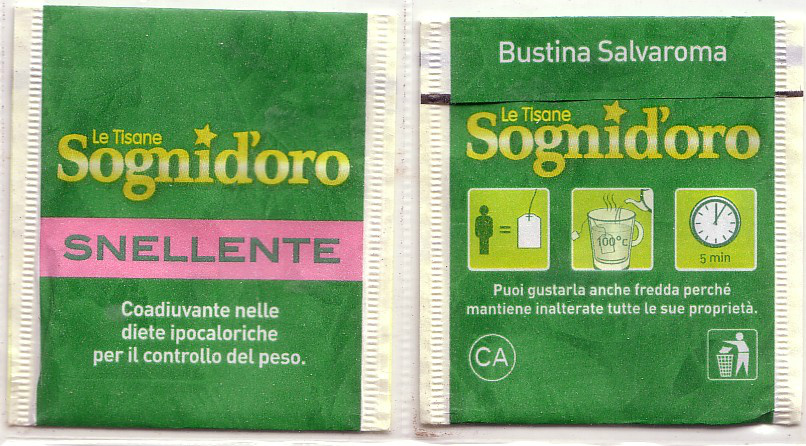 Le Tisane
Sognid'oro
SNELLENTE
Coadiuvante nelle
diete ipocaloriche
per il controllo del peso.
Bustina Salvaroma
Le Tisane
Sognid'oro
=
100°c
5 min
Puoi gustarla anche fredda perché
mantiene inalterate tutte le sue proprietà.
CA